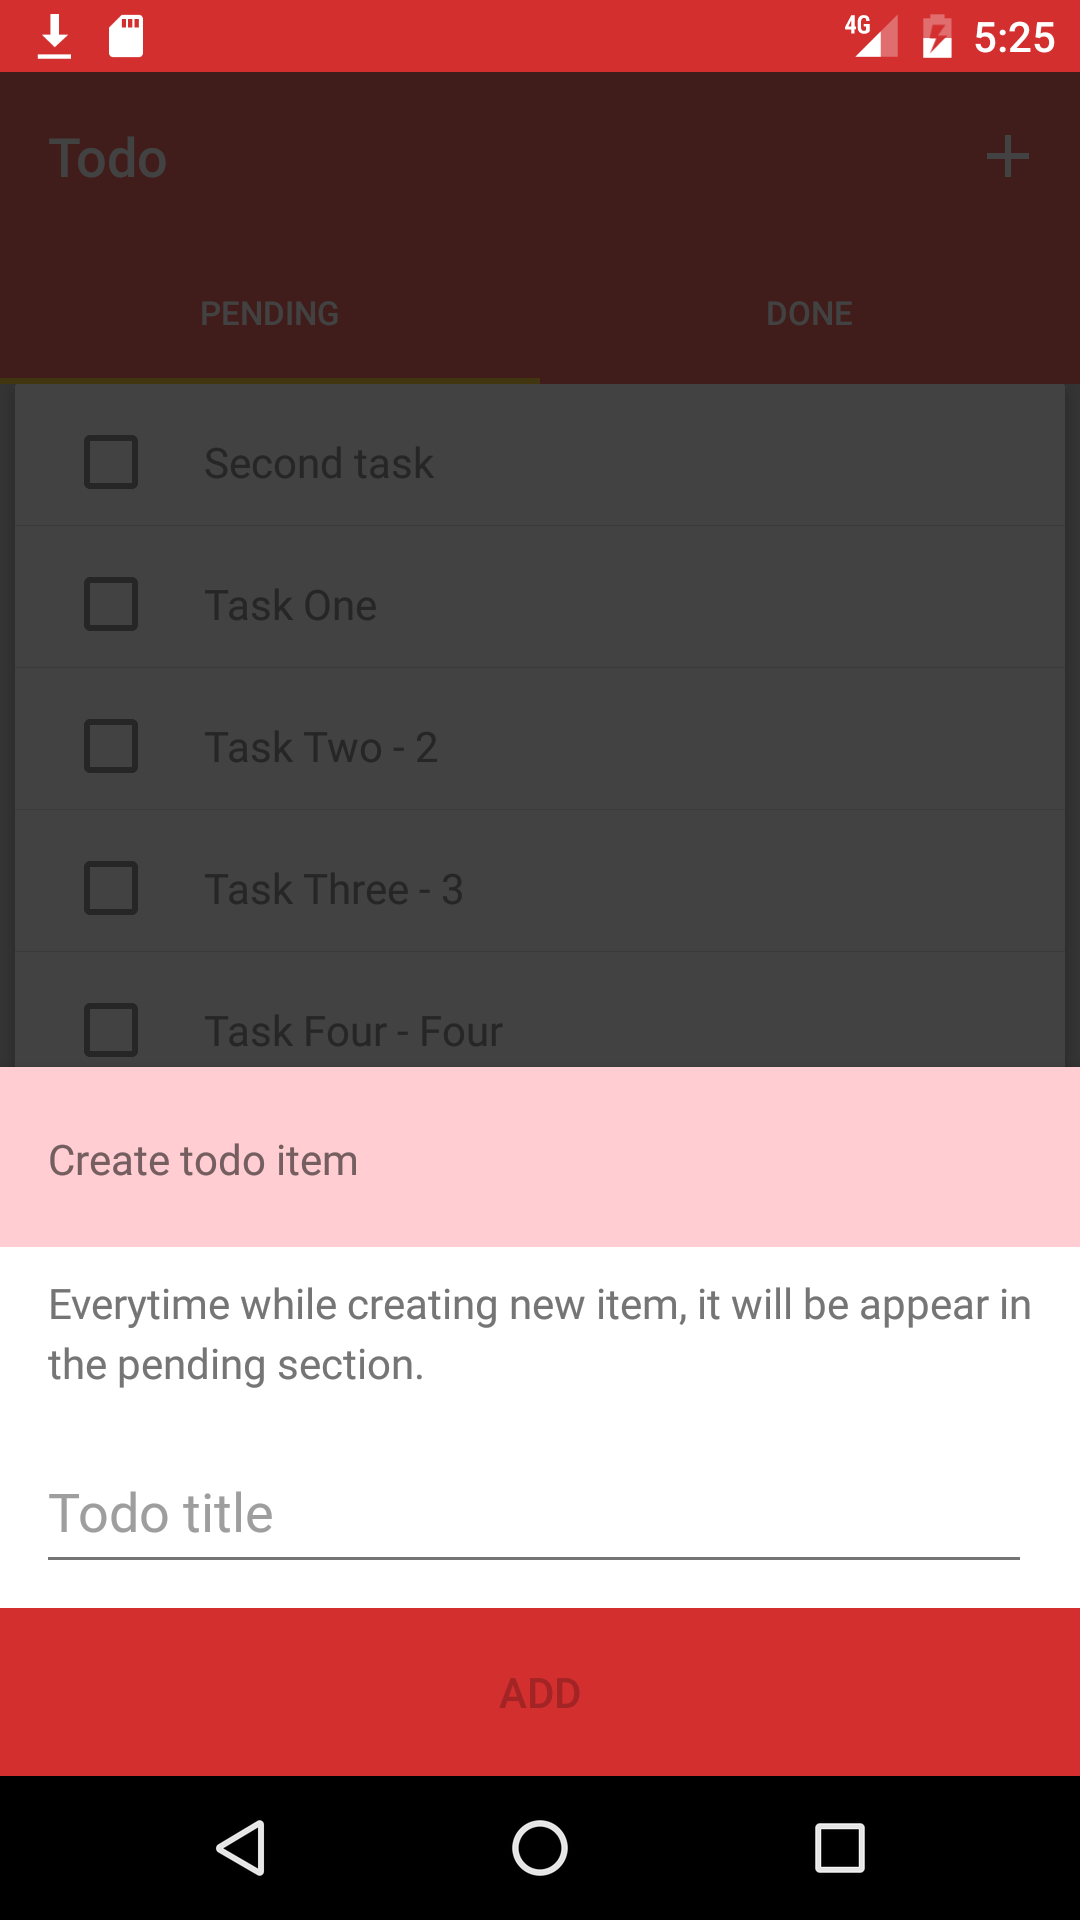 4G 5:25
Todo
PENDING DONE
Second task
Task One
Task Two - 2
Task Three - 3
Task Four - Four
Create todo item
Everytime while creating new item, it will be appear in
the pending section.
Todo title
ADD